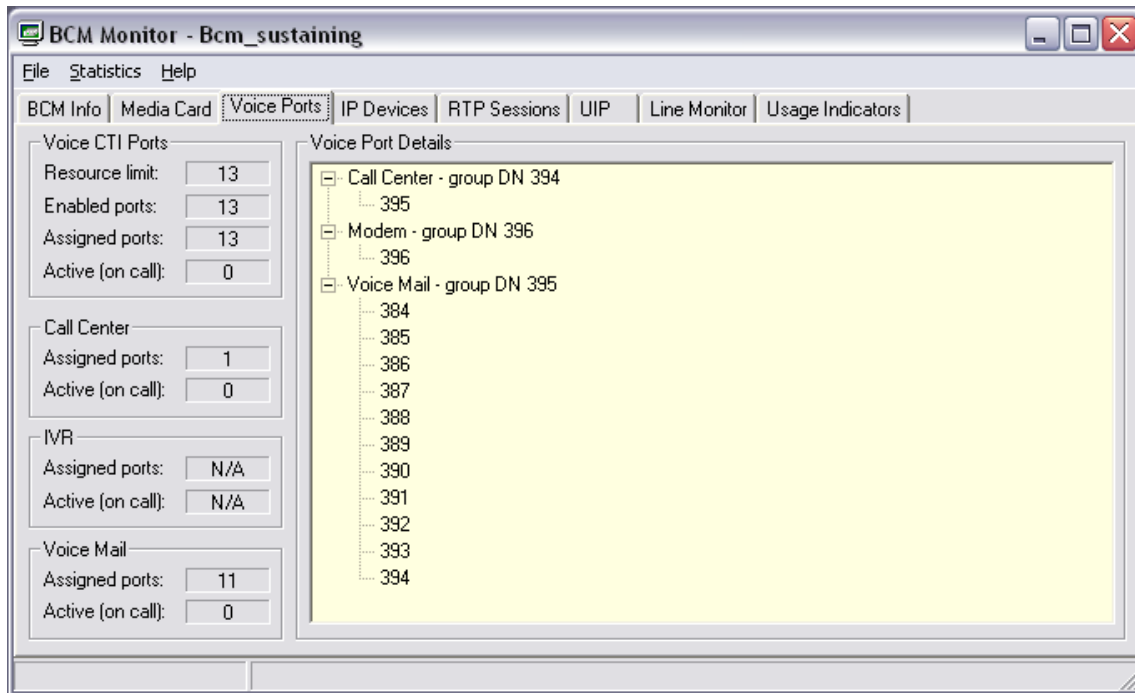 BCM Monitor - Bcm_sustaining
File Statistics Help
BCM Info Media Card Voice Ports IP Devices RTP Sessions UIP Line Monitor Usage Indicators
Voice CTI Ports
Resource limit: 13
Enabled ports: 13
Assigned ports: 13
Active (on call): 0
Call Center
Assigned ports: 1
Active (on call): 0
IVR
Assigned ports: N/A
Active (on call): N/A
Voice Mail
Assigned ports: 11
Active (on call): 0
Voice Port Details
Call Center - group DN 394
395
Modem - group DN 396
396
Voice Mail - group DN 395
384
385
386
387
388
389
390
391
392
393
394